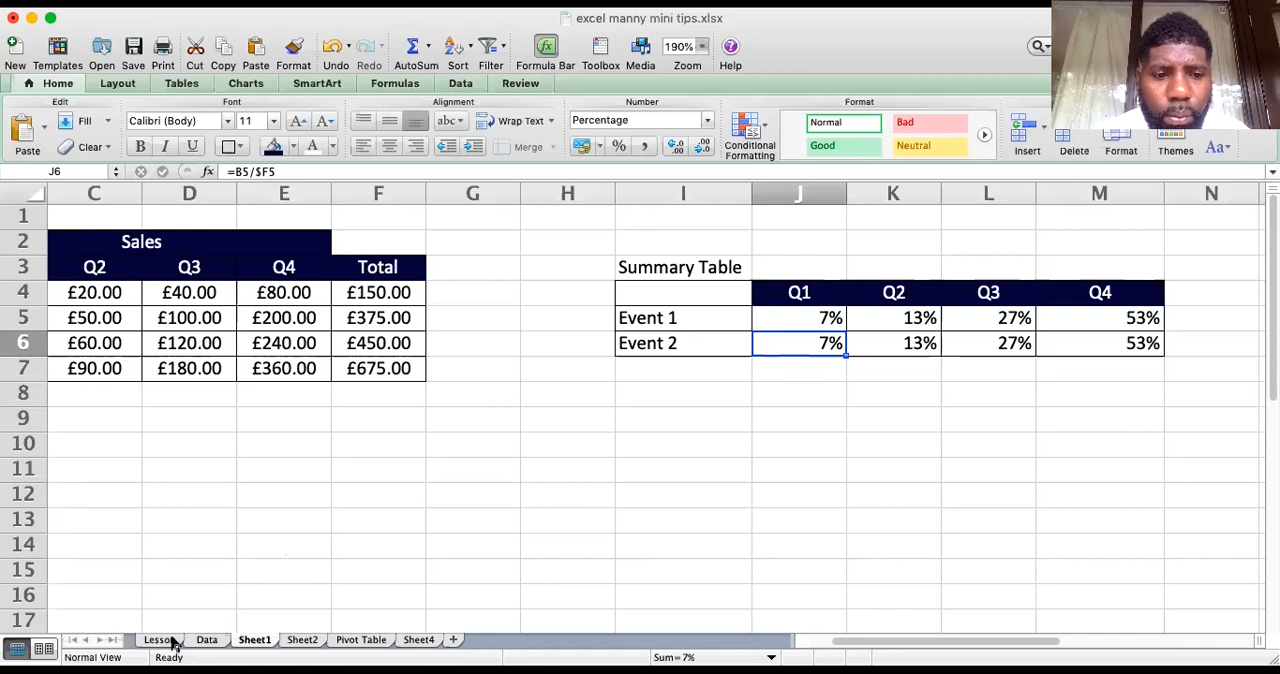 excel manny mini tips.xlsx
New Templates Open Save Print Cut Copy Paste Format Undo Redo AutoSum Sort Filter Formula Bar Toolbox Media 190% Zoom Help
Home Layout Tables Charts SmartArt Formulas Data Review
Edit Font Alignment Number Format
Paste Fill Clear Calibri (Body) 11 A A abc Wrap Text Percentage Normal Bad
B I U A Merge % Conditional Formatting Good Neutral Insert Delete Format Themes Aa
J6 fx =B5/$F5
C D E F G H I J K L M N
1
2 Sales
3 Q2 Q3 Q4 Total Summary Table
4 £20.00 £40.00 £80.00 £150.00 Q1 Q2 Q3 Q4
5 £50.00 £100.00 £200.00 £375.00 Event 1 7% 13% 27% 53%
6 £60.00 £120.00 £240.00 £450.00 Event 2 7% 13% 27% 53%
7 £90.00 £180.00 £360.00 £675.00
8
9
10
11
12
13
14
15
16
17
Data Sheet1 Sheet2 Pivot Table Sheet4 +
Normal View Ready Sum=7%